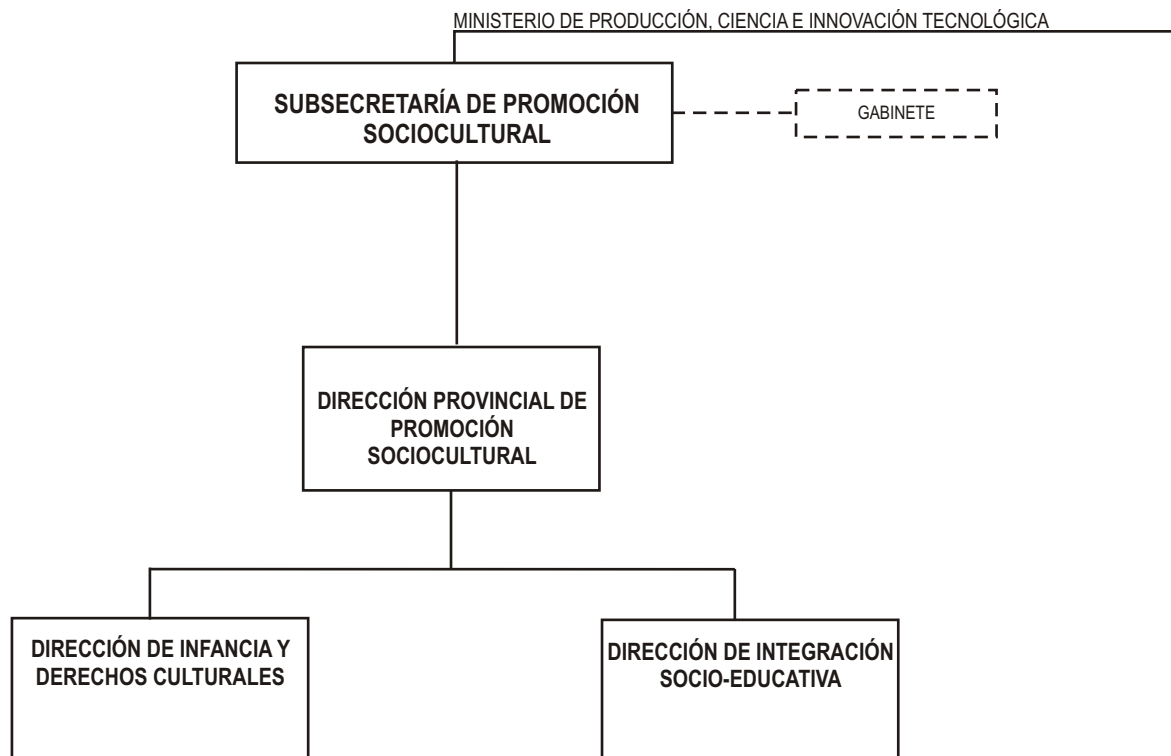 MINISTERIO DE PRODUCCIÓN, CIENCIA E INNOVACIÓN TECNOLÓGICA
SUBSECRETARÍA DE PROMOCIÓN
SOCIOCULTURAL
GABINETE
DIRECCIÓN PROVINCIAL DE
PROMOCIÓN
SOCIOCULTURAL
DIRECCIÓN DE INFANCIA Y
DERECHOS CULTURALES
DIRECCIÓN DE INTEGRACIÓN
SOCIO-EDUCATIVA